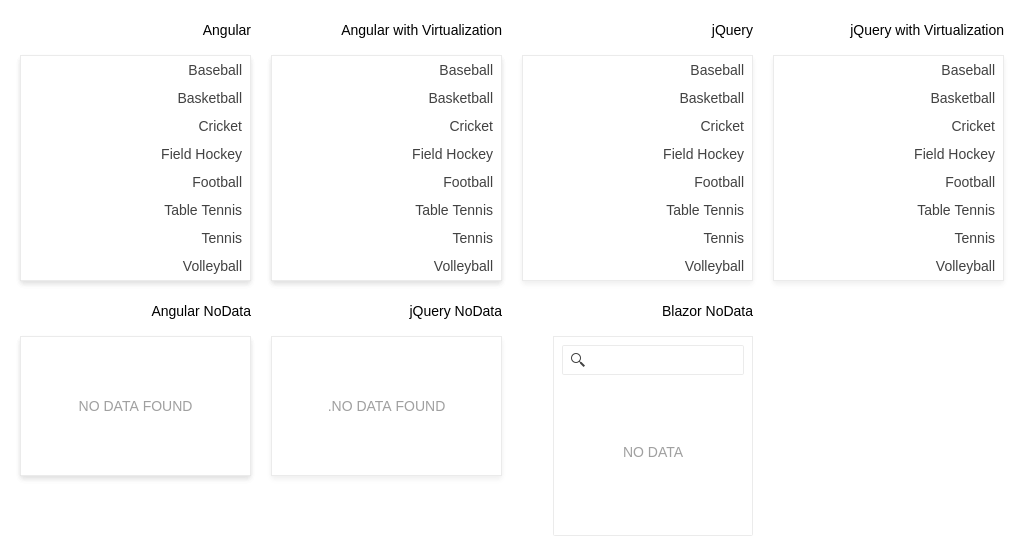 Angular
Baseball
Basketball
Cricket
Field Hockey
Football
Table Tennis
Tennis
Volleyball
Angular with Virtualization
Baseball
Basketball
Cricket
Field Hockey
Football
Table Tennis
Tennis
Volleyball
jQuery
Baseball
Basketball
Cricket
Field Hockey
Football
Table Tennis
Tennis
Volleyball
jQuery with Virtualization
Baseball
Basketball
Cricket
Field Hockey
Football
Table Tennis
Tennis
Volleyball
Angular NoData
NO DATA FOUND
jQuery NoData
.NO DATA FOUND
Blazor NoData
NO DATA